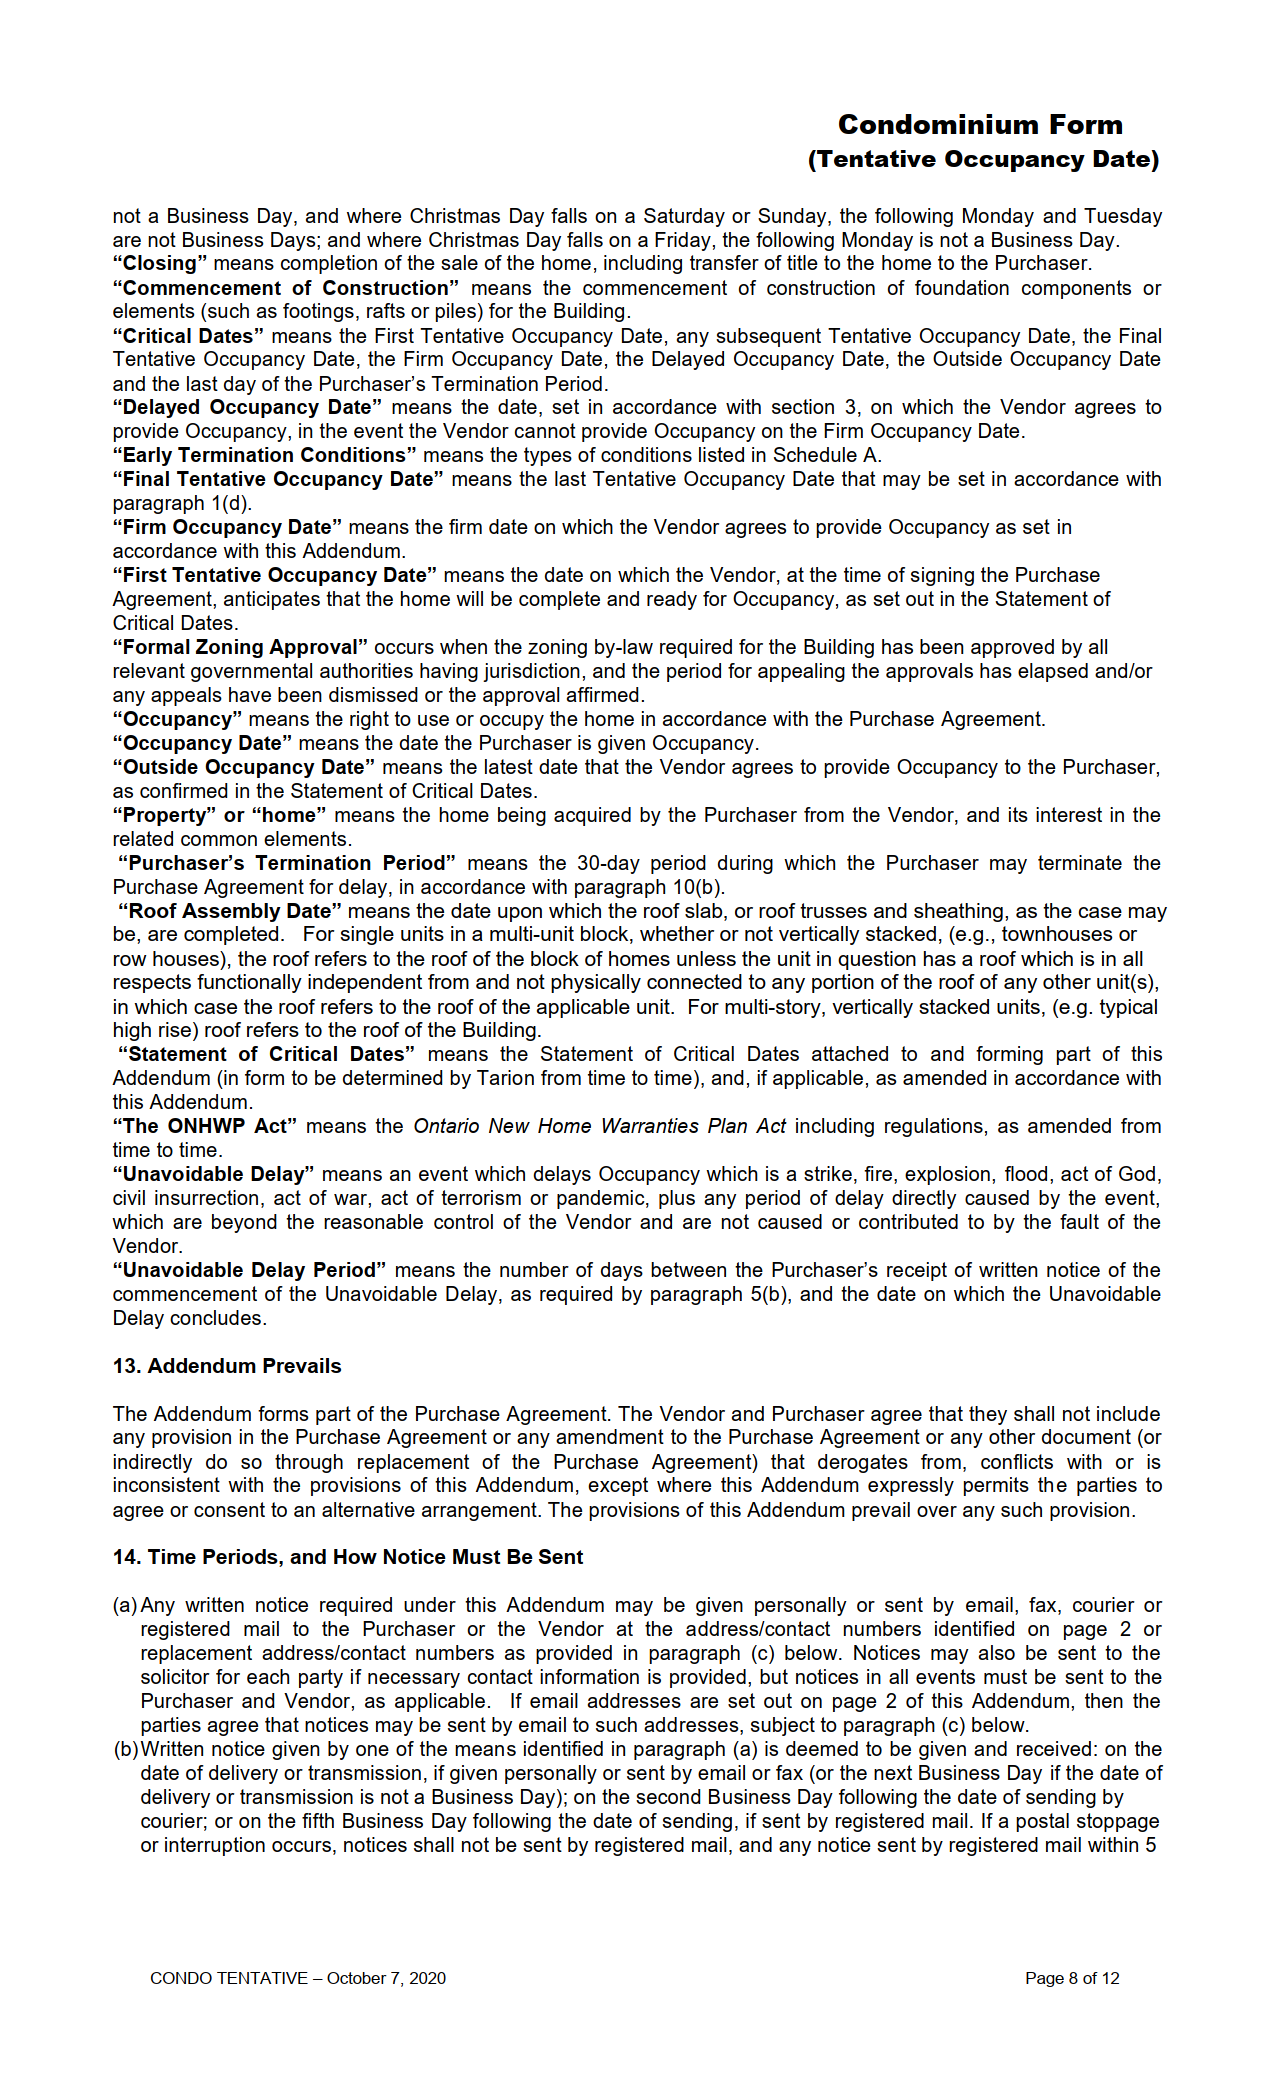 Condominium Form
(Tentative Occupancy Date)
not a Business Day, and where Christmas Day falls on a Saturday or Sunday, the following Monday and Tuesday
are not Business Days; and where Christmas Day falls on a Friday, the following Monday is not a Business Day.
“Closing” means completion of the sale of the home, including transfer of title to the home to the Purchaser.
“Commencement of Construction” means the commencement of construction of foundation components or
elements (such as footings, rafts or piles) for the Building.
“Critical Dates” means the First Tentative Occupancy Date, any subsequent Tentative Occupancy Date, the Final
Tentative Occupancy Date, the Firm Occupancy Date, the Delayed Occupancy Date, the Outside Occupancy Date
and the last day of the Purchaser’s Termination Period.
“Delayed Occupancy Date” means the date, set in accordance with section 3, on which the Vendor agrees to
provide Occupancy, in the event the Vendor cannot provide Occupancy on the Firm Occupancy Date.
“Early Termination Conditions” means the types of conditions listed in Schedule A.
“Final Tentative Occupancy Date” means the last Tentative Occupancy Date that may be set in accordance with
paragraph 1(d).
“Firm Occupancy Date” means the firm date on which the Vendor agrees to provide Occupancy as set in
accordance with this Addendum.
“First Tentative Occupancy Date” means the date on which the Vendor, at the time of signing the Purchase
Agreement, anticipates that the home will be complete and ready for Occupancy, as set out in the Statement of
Critical Dates.
“Formal Zoning Approval” occurs when the zoning by-law required for the Building has been approved by all
relevant governmental authorities having jurisdiction, and the period for appealing the approvals has elapsed and/or
any appeals have been dismissed or the approval affirmed.
“Occupancy” means the right to use or occupy the home in accordance with the Purchase Agreement.
“Occupancy Date” means the date the Purchaser is given Occupancy.
“Outside Occupancy Date” means the latest date that the Vendor agrees to provide Occupancy to the Purchaser,
as confirmed in the Statement of Critical Dates.
“Property” or “home” means the home being acquired by the Purchaser from the Vendor, and its interest in the
related common elements.
“Purchaser’s Termination Period” means the 30-day period during which the Purchaser may terminate the
Purchase Agreement for delay, in accordance with paragraph 10(b).
“Roof Assembly Date” means the date upon which the roof slab, or roof trusses and sheathing, as the case may
be, are completed. For single units in a multi-unit block, whether or not vertically stacked, (e.g., townhouses or
row houses), the roof refers to the roof of the block of homes unless the unit in question has a roof which is in all
respects functionally independent from and not physically connected to any portion of the roof of any other unit(s),
in which case the roof refers to the roof of the applicable unit. For multi-story, vertically stacked units, (e.g. typical
high rise) roof refers to the roof of the Building.
“Statement of Critical Dates” means the Statement of Critical Dates attached to and forming part of this
Addendum (in form to be determined by Tarion from time to time), and, if applicable, as amended in accordance with
this Addendum.
“The ONHWP Act” means the Ontario New Home Warranties Plan Act including regulations, as amended from
time to time.
“Unavoidable Delay” means an event which delays Occupancy which is a strike, fire, explosion, flood, act of God,
civil insurrection, act of war, act of terrorism or pandemic, plus any period of delay directly caused by the event,
which are beyond the reasonable control of the Vendor and are not caused or contributed to by the fault of the
Vendor.
“Unavoidable Delay Period” means the number of days between the Purchaser’s receipt of written notice of the
commencement of the Unavoidable Delay, as required by paragraph 5(b), and the date on which the Unavoidable
Delay concludes.
13. Addendum Prevails
The Addendum forms part of the Purchase Agreement. The Vendor and Purchaser agree that they shall not include
any provision in the Purchase Agreement or any amendment to the Purchase Agreement or any other document (or
indirectly do so through replacement of the Purchase Agreement) that derogates from, conflicts with or is
inconsistent with the provisions of this Addendum, except where this Addendum expressly permits the parties to
agree or consent to an alternative arrangement. The provisions of this Addendum prevail over any such provision.
14. Time Periods, and How Notice Must Be Sent
(a) Any written notice required under this Addendum may be given personally or sent by email, fax, courier or
registered mail to the Purchaser or the Vendor at the address/contact numbers identified on page 2 or
replacement address/contact numbers as provided in paragraph (c) below. Notices may also be sent to the
solicitor for each party if necessary contact information is provided, but notices in all events must be sent to the
Purchaser and Vendor, as applicable. If email addresses are set out on page 2 of this Addendum, then the
parties agree that notices may be sent by email to such addresses, subject to paragraph (c) below.
(b) Written notice given by one of the means identified in paragraph (a) is deemed to be given and received: on the
date of delivery or transmission, if given personally or sent by email or fax (or the next Business Day if the date of
delivery or transmission is not a Business Day); on the second Business Day following the date of sending by
courier; or on the fifth Business Day following the date of sending, if sent by registered mail. If a postal stoppage
or interruption occurs, notices shall not be sent by registered mail, and any notice sent by registered mail within 5
CONDO TENTATIVE – October 7, 2020
Page 8 of 12